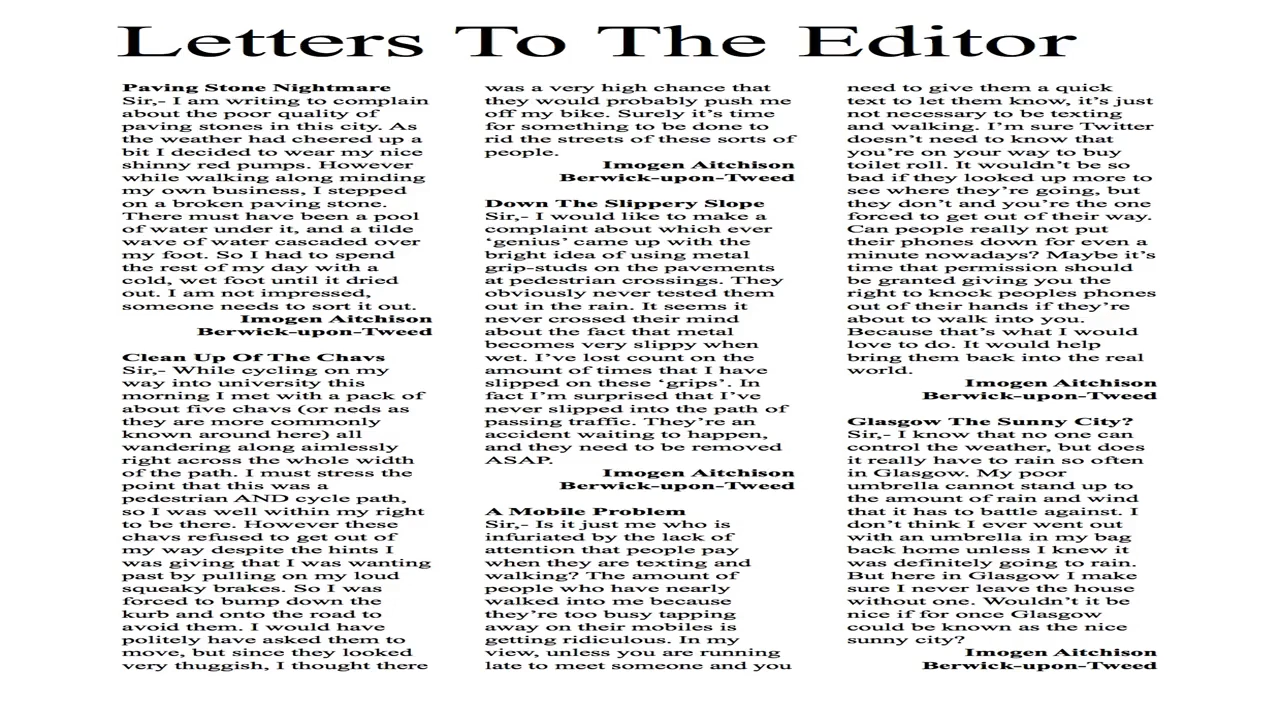 Letters To The Editor
Paving Stone Nightmare
Sir,- I am writing to complain
about the poor quality of
paving stones in this city. As
the weather had cheered up a
bit I decided to wear my nice
shinny red pumps. However
while walking along minding
my own business, I stepped
on a broken paving stone.
There must have been a pool
of water under it, and a tilde
wave of water cascaded over
my foot. So I had to spend
the rest of my day with a
cold, wet foot until it dried
out. I am not impressed,
someone needs to sort it out.
Imogen Aitchison
Berwick-upon-Tweed
Clean Up Of The Chavs
Sir,- While cycling on my
way into university this
morning I met with a pack of
about five chavs (or neds as
they are more commonly
known around here) all
wandering along aimlessly
right across the whole width
of the path. I must stress the
point that this was a
pedestrian AND cycle path,
so I was well within my right
to be there. However these
chavs refused to get out of
my way despite the hints I
was giving that I was wanting
past by pulling on my loud
squeaky brakes. So I was
forced to bump down the
kurb and onto the road to
avoid them. I would have
politely have asked them to
move, but since they looked
very thuggish, I thought there
was a very high chance that
they would probably push me
off my bike. Surely it's time
for something to be done to
rid the streets of these sorts of
people.
Imogen Aitchison
Berwick-upon-Tweed
Down The Slippery Slope
Sir,- I would like to make a
complaint about which ever
‘genius’ came up with the
bright idea of using metal
grip-studs on the pavements
at pedestrian crossings. They
obviously never tested them
out in the rain. It seems it
never crossed their mind
about the fact that metal
becomes very slippy when
wet. I've lost count on the
amount of times that I have
slipped on these ‘grips’. In
fact I'm surprised that I've
never slipped into the path of
passing traffic. They're an
accident waiting to happen,
and they need to be removed
ASAP.
Imogen Aitchison
Berwick-upon-Tweed
A Mobile Problem
Sir,- Is it just me who is
infuriated by the lack of
attention that people pay
when they are texting and
walking? The amount of
people who have nearly
walked into me because
they're too busy tapping
away on their mobiles is
getting ridiculous. In my
view, unless you are running
late to meet someone and you
need to give them a quick
text to let them know, it's just
not necessary to be texting
and walking. I'm sure Twitter
doesn't need to know that
you're on your way to buy
toilet roll. It wouldn't be so
bad if they looked up more to
see where they're going, but
they don't and you're the one
forced to get out of their way.
Can people really not put
their phones down for even a
minute nowadays? Maybe it's
time that permission should
be granted giving you the
right to knock peoples phones
out of their hands if they're
about to walk into you.
Because that's what I would
love to do. It would help
bring them back into the real
world.
Imogen Aitchison
Berwick-upon-Tweed
Glasgow The Sunny City?
Sir,- I know that no one can
control the weather, but does
it really have to rain so often
in Glasgow. My poor
umbrella cannot stand up to
the amount of rain and wind
that it has to battle against. I
don't think I ever went out
with an umbrella in my bag
back home unless I knew it
was definitely going to rain.
But here in Glasgow I make
sure I never leave the house
without one. Wouldn't it be
nice if for once Glasgow
could be known as the nice
sunny city?
Imogen Aitchison
Berwick-upon-Tweed